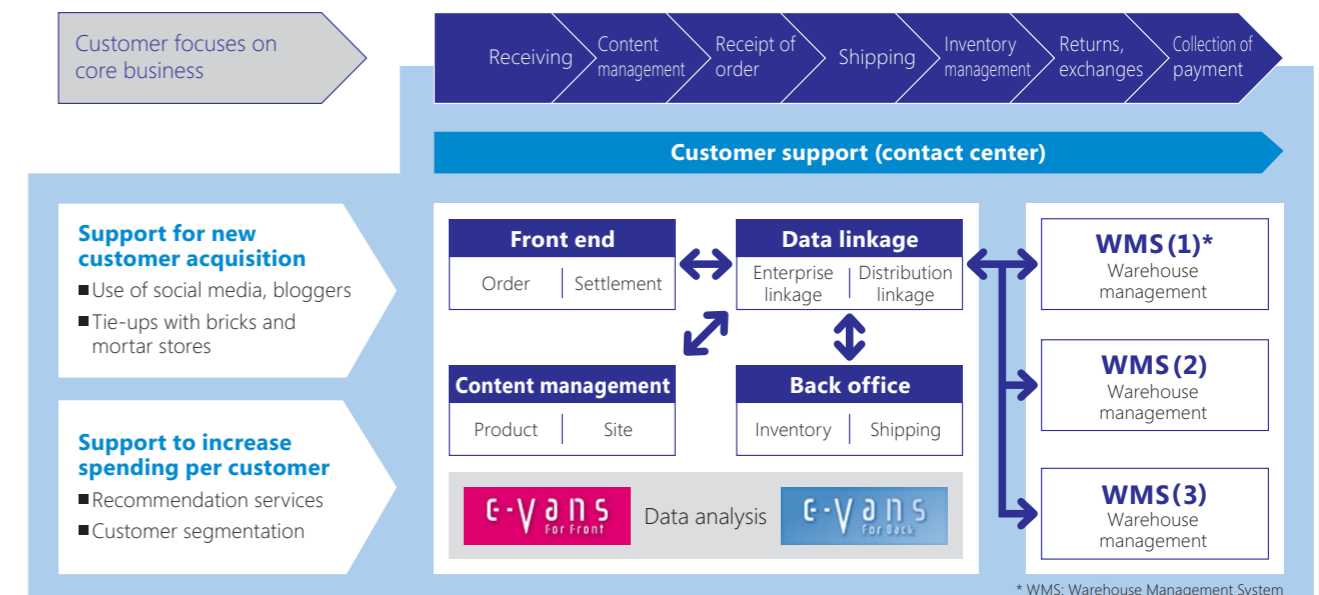 Customer focuses on
core business
Receiving
Content
management
Receipt of
order
Shipping
Inventory
management
Returns,
exchanges
Collection of
payment
Customer support (contact center)
Support for new
customer acquisition
■Use of social media, bloggers
■Tie-ups with bricks and
mortar stores
Support to increase
spending per customer
■Recommendation services
■Customer segmentation
Front end
Order
Settlement
Data linkage
Enterprise
linkage
Distribution
linkage
Content management
Product
Site
Back office
Inventory
Shipping
e-vans
For Front
Data analysis
e-vans
For Back
WMS(1)*
Warehouse
management
WMS(2)
Warehouse
management
WMS(3)
Warehouse
management
* WMS: Warehouse Management System